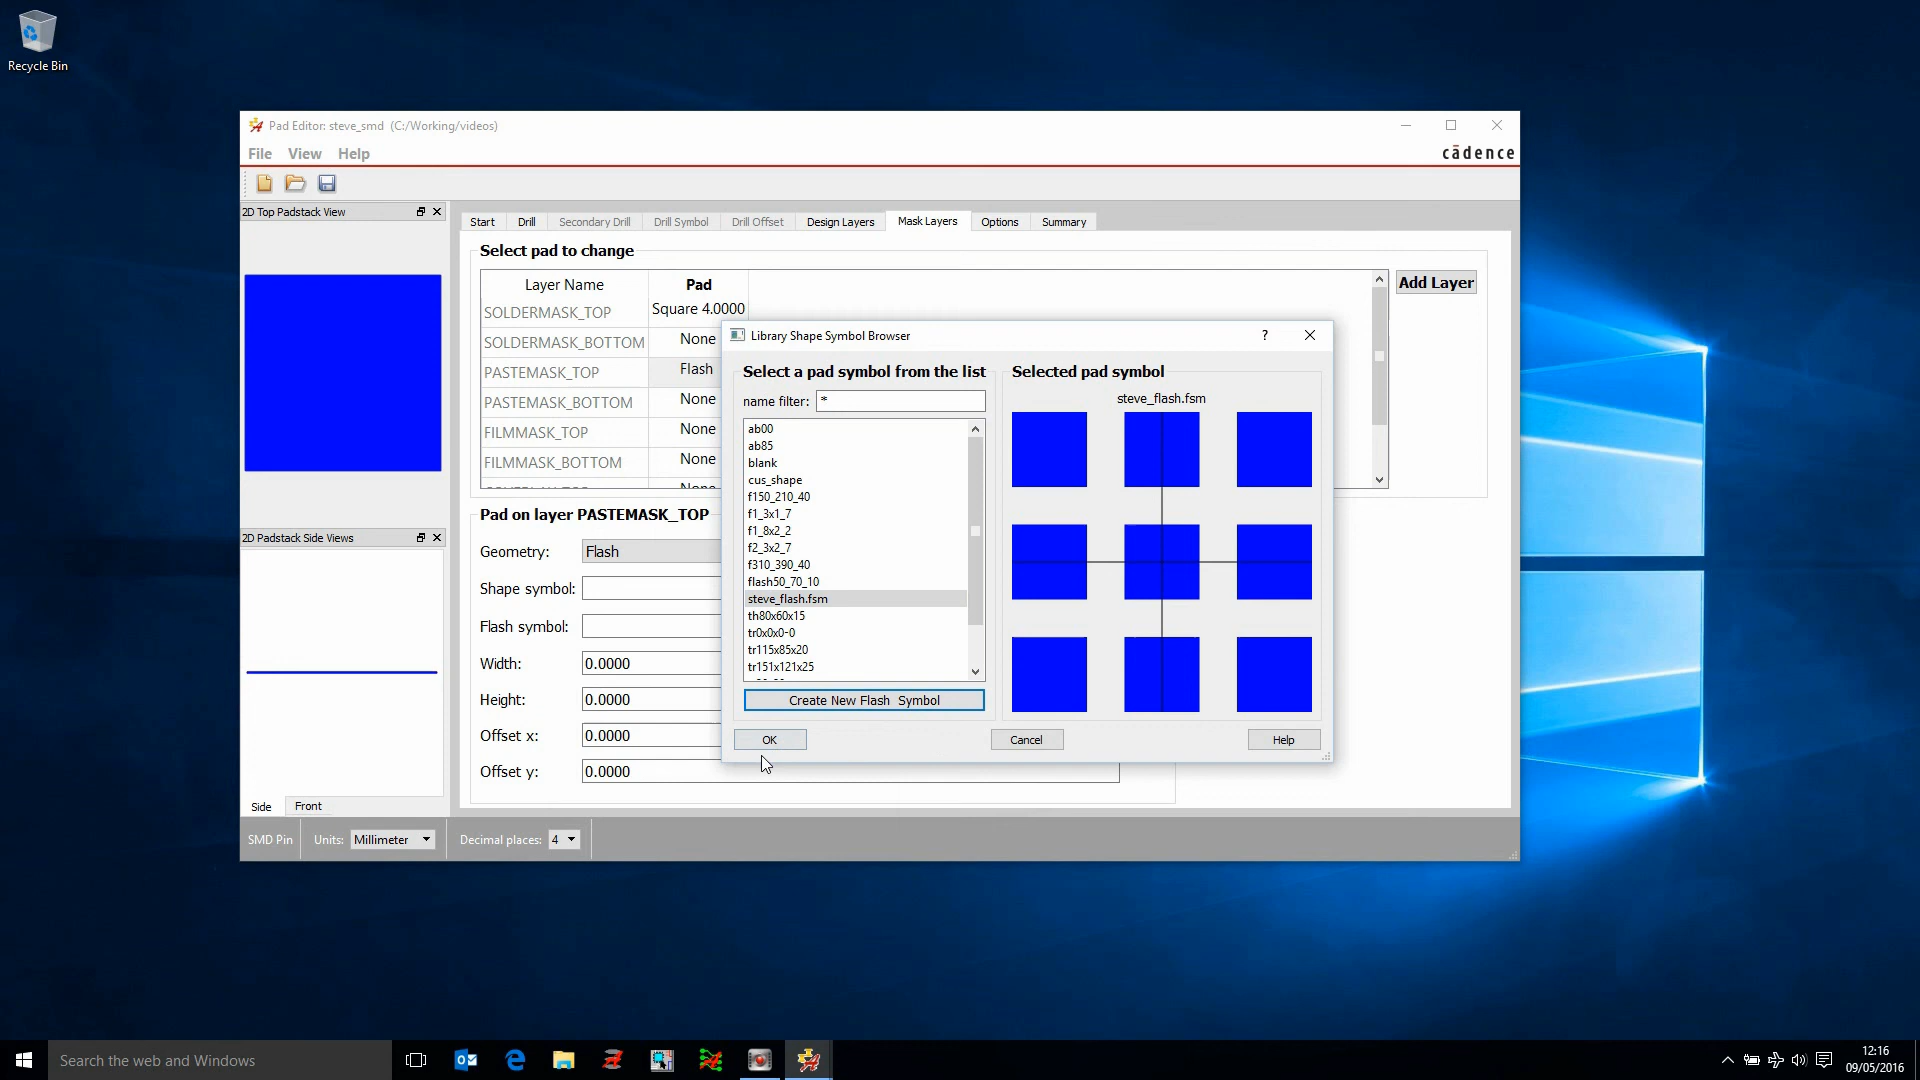 Recycle Bin
Pad Editor: steve_smd (C:/Working/videos)
File View Help
cādence
2D Top Padstack View
Start Drill Secondary Drill Drill Symbol Drill Offset Design Layers Mask Layers Options Summary
Select pad to change
Layer Name Pad
Add Layer
SOLDERMASK_TOP Square 4.0000
SOLDERMASK_BOTTOM None
PASTEMASK_TOP Flash
PASTEMASK_BOTTOM None
FILMMASK_TOP None
FILMMASK_BOTTOM None
Library Shape Symbol Browser
?
Select a pad symbol from the list
name filter: *
ab00
ab85
blank
cus_shape
f150_210_40
f1_3x1_7
f1_8x2_2
f2_3x2_7
f310_390_40
flash50_70_10
steve_flash.fsm
th80x60x15
tr0x0x0-0
tr115x85x20
tr151x121x25
Create New Flash Symbol
Selected pad symbol
steve_flash.fsm
OK Cancel Help
Pad on layer PASTEMASK_TOP
Geometry: Flash
Shape symbol:
Flash symbol:
Width: 0.0000
Height: 0.0000
Offset x: 0.0000
Offset y: 0.0000
2D Padstack Side Views
Side Front
SMD Pin Units: Millimeter Decimal places: 4
Search the web and Windows
12:16
09/05/2016